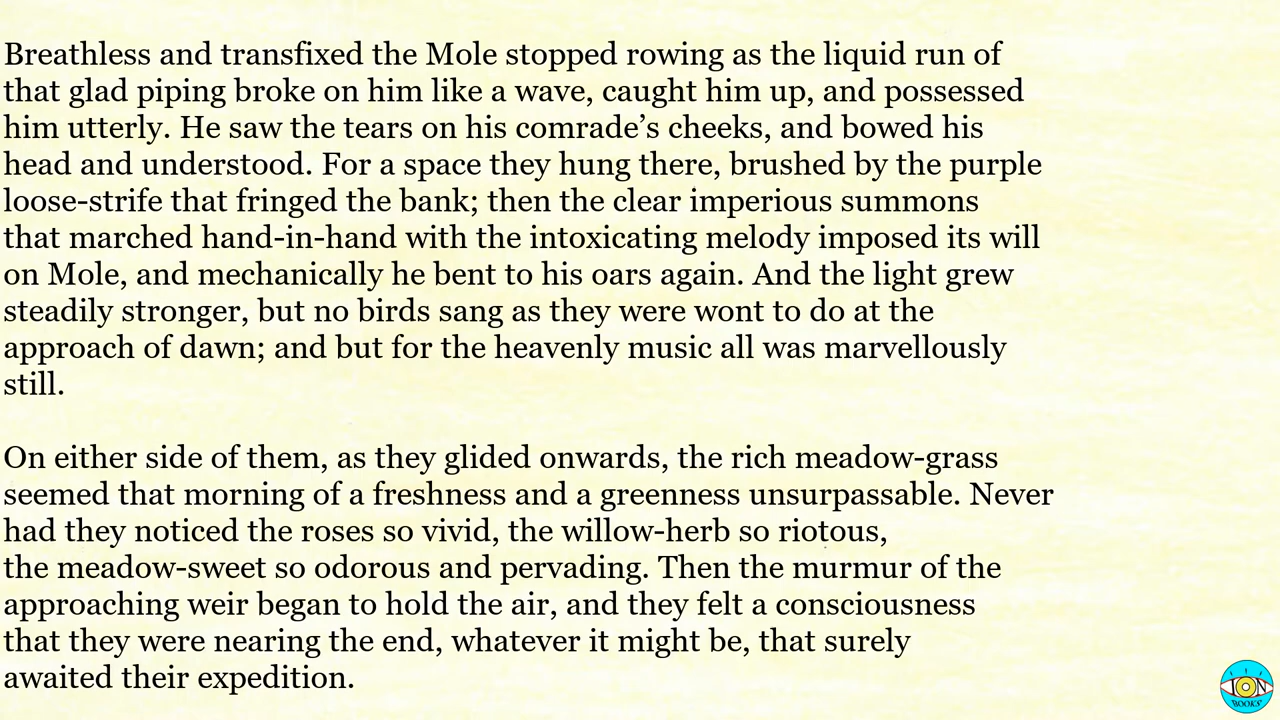 Breathless and transfixed the Mole stopped rowing as the liquid run of
that glad piping broke on him like a wave, caught him up, and possessed
him utterly. He saw the tears on his comrade’s cheeks, and bowed his
head and understood. For a space they hung there, brushed by the purple
loose-strife that fringed the bank; then the clear imperious summons
that marched hand-in-hand with the intoxicating melody imposed its will
on Mole, and mechanically he bent to his oars again. And the light grew
steadily stronger, but no birds sang as they were wont to do at the
approach of dawn; and but for the heavenly music all was marvellously
still.
On either side of them, as they glided onwards, the rich meadow-grass
seemed that morning of a freshness and a greenness unsurpassable. Never
had they noticed the roses so vivid, the willow-herb so riotous,
the meadow-sweet so odorous and pervading. Then the murmur of the
approaching weir began to hold the air, and they felt a consciousness
that they were nearing the end, whatever it might be, that surely
awaited their expedition.
ION
BOOKS